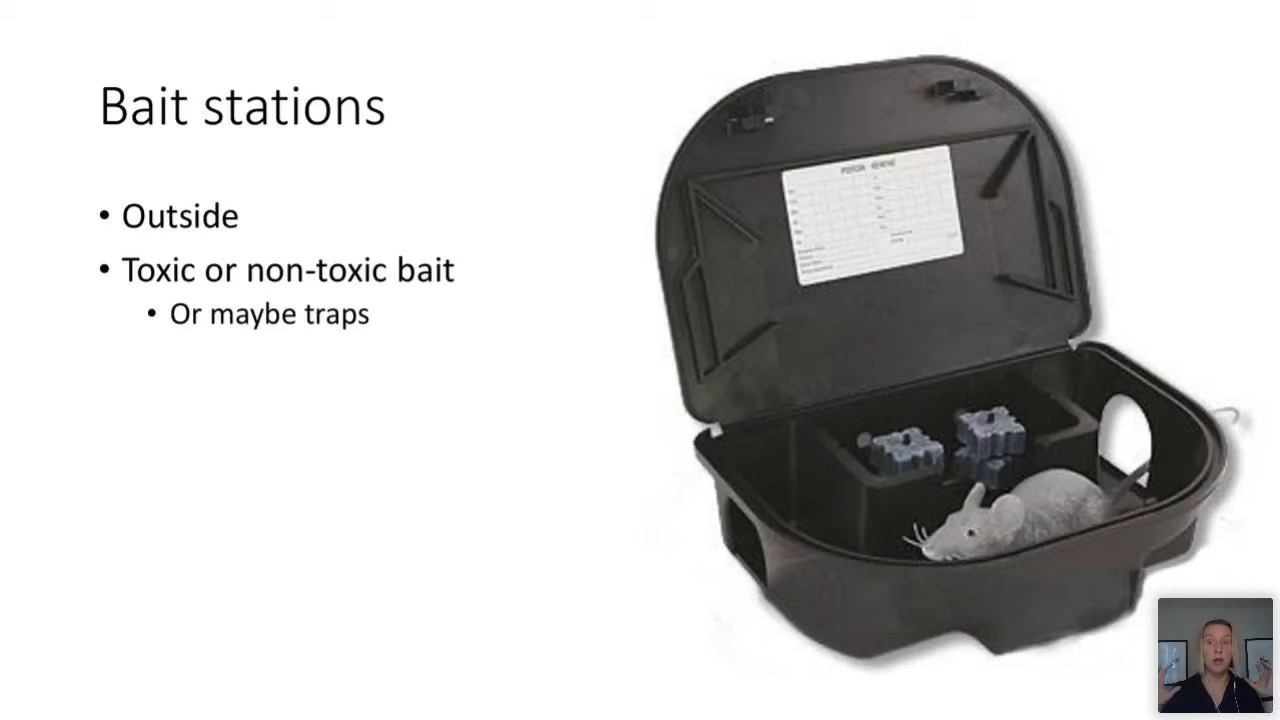 Bait stations
• Outside
• Toxic or non-toxic bait
• Or maybe traps